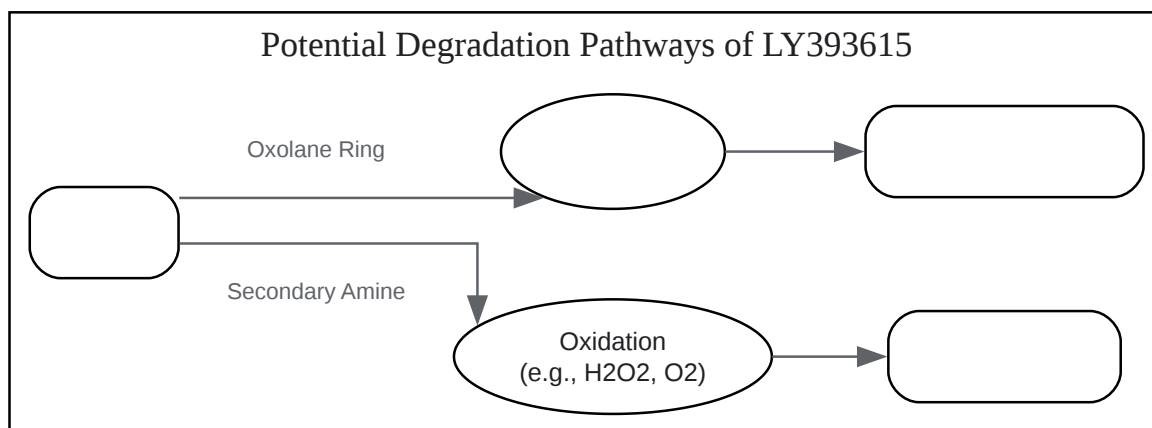 Potential Degradation Pathways of LY393615
Oxolane Ring
Secondary Amine
Oxidation
(e.g., H2O2, O2)